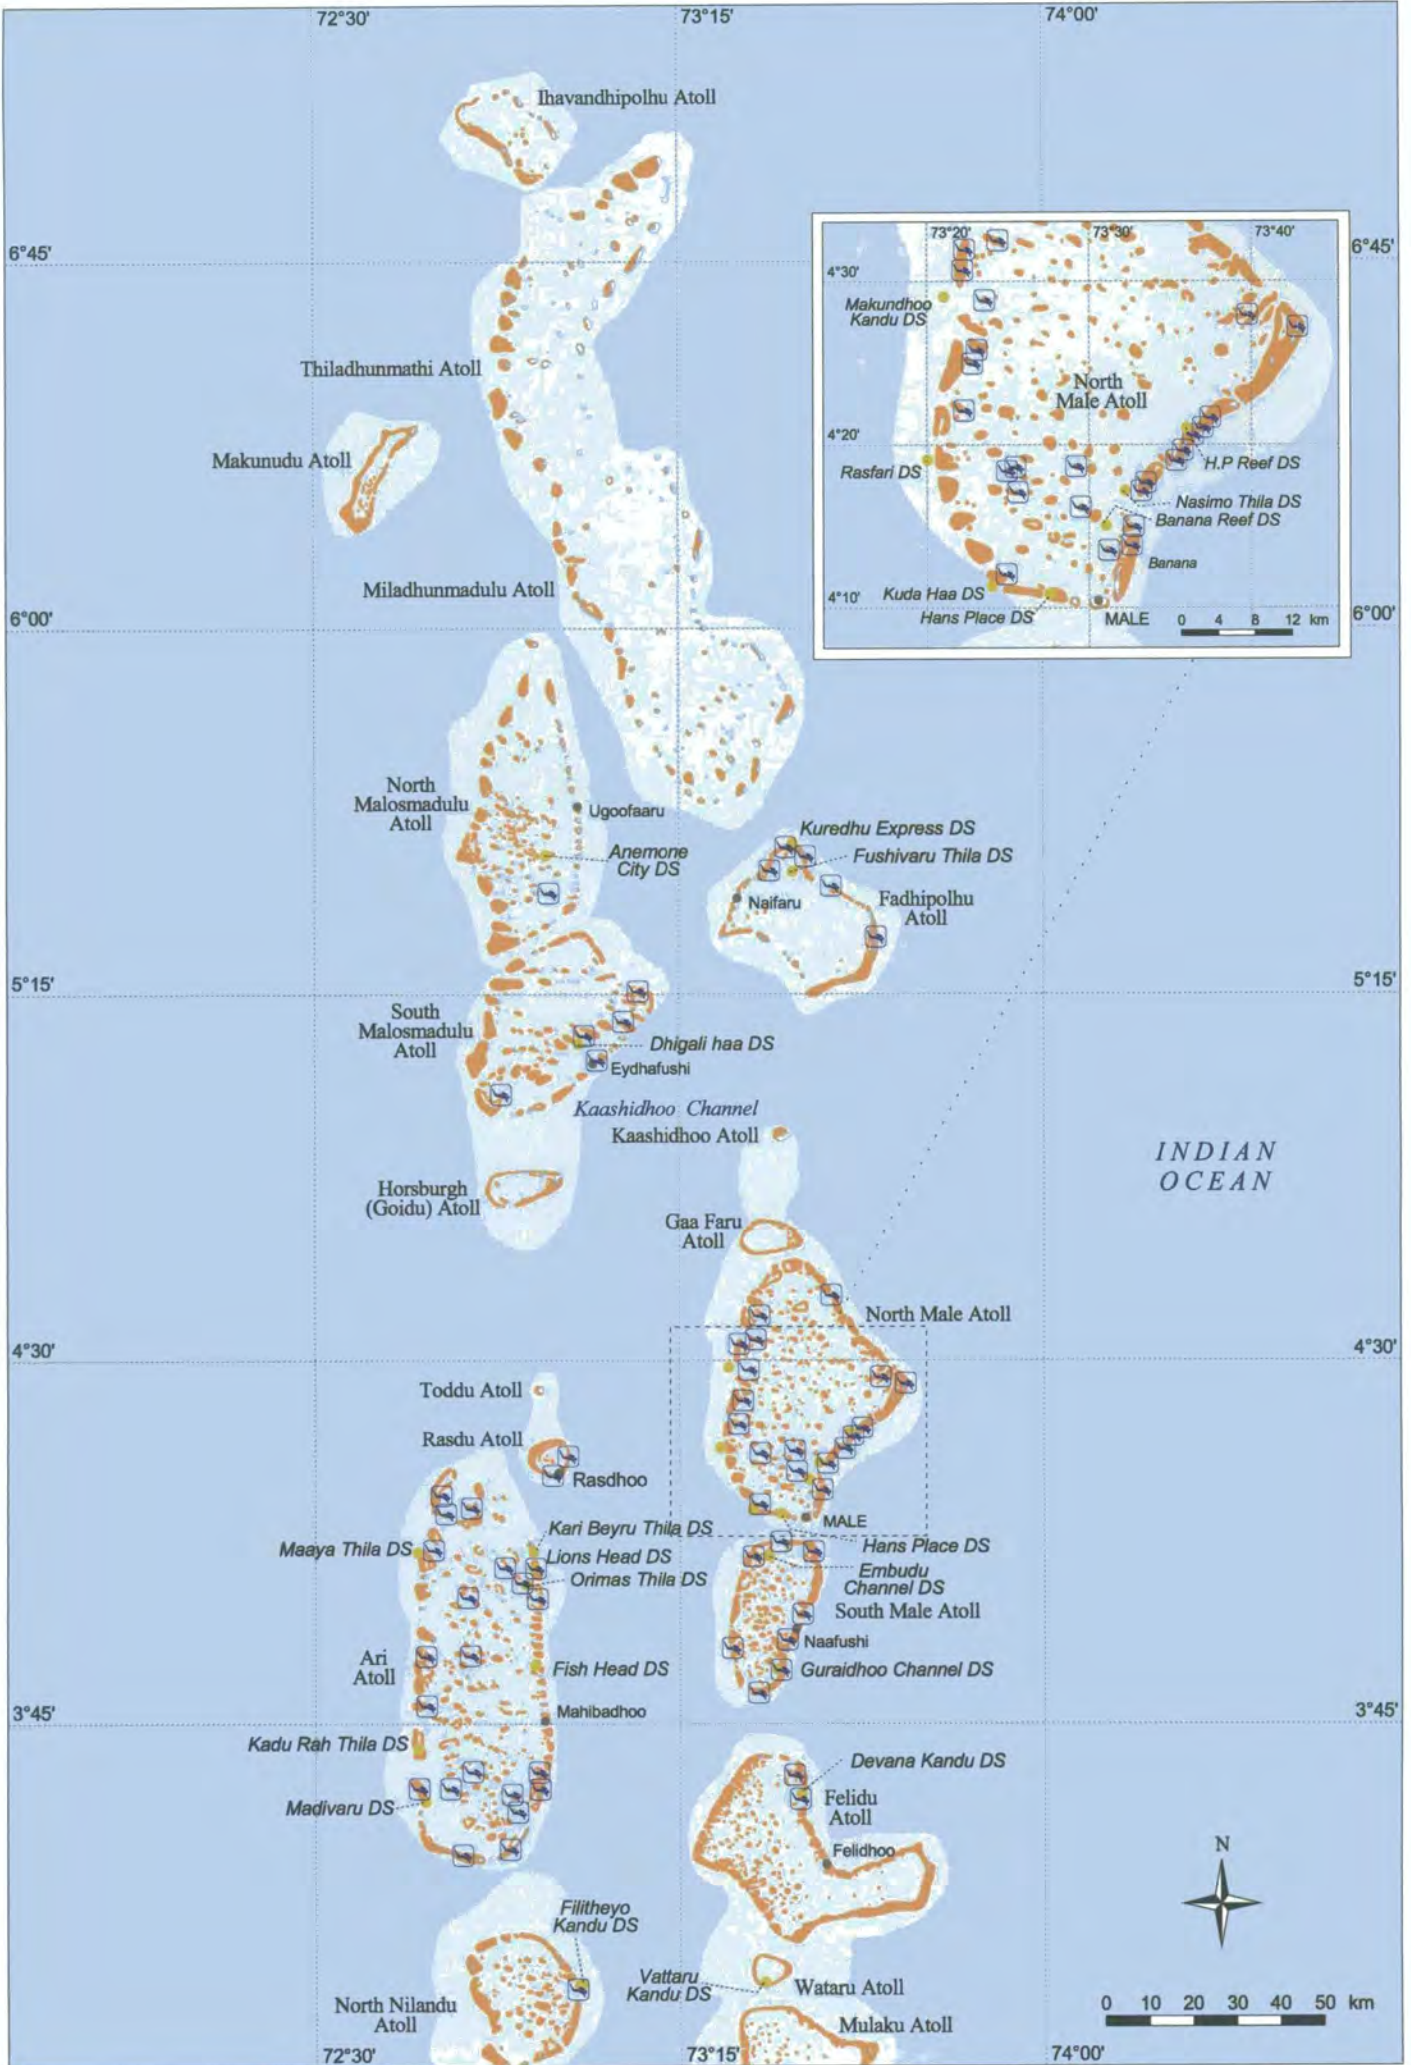 72°30'
73°15'
74°00'
Ihavandhipolhu Atoll
6°45'
6°45'
73°20'
73°30'
73°40'
4°30'
Makundhoo
Kandu DS
North
Male Atoll
4°20'
Rasfari DS
H.P Reef DS
Nasimo Thila DS
Banana Reef DS
Banana
Kuda Haa DS
4°10'
Hans Place DS
MALE
0 4 8 12 km
Thiladhunmathi Atoll
Makunudu Atoll
Miladhunmadulu Atoll
6°00'
6°00'
North
Malosmadulu
Atoll
Ugoofaaru
Anemone
City DS
Kuredhu Express DS
Fushivaru Thila DS
Naifaru
Fadhipolhu
Atoll
5°15'
5°15'
South
Malosmadulu
Atoll
Dhigali haa DS
Eydhafushi
Kaashidhoo Channel
Kaashidhoo Atoll
INDIAN
OCEAN
Horsburgh
(Goidu) Atoll
Gaa Faru
Atoll
North Male Atoll
4°30'
4°30'
Toddu Atoll
Rasdu Atoll
Rasdhoo
MALE
Kari Beyru Thila DS
Maaya Thila DS
Lions Head DS
Orimas Thila DS
Hans Place DS
Embudu
Channel DS
South Male Atoll
Ari
Atoll
Naafushi
Fish Head DS
Guraidhoo Channel DS
Mahibadhoo
3°45'
3°45'
Kadu Rah Thila DS
Devana Kandu DS
Madivaru DS
Felidu
Atoll
Felidhoo
N
Filitheyo
Kandu DS
Vattaru
Kandu DS
Wataru Atoll
North Nilandu
Atoll
Mulaku Atoll
0 10 20 30 40 50 km
72°30'
73°15'
74°00'